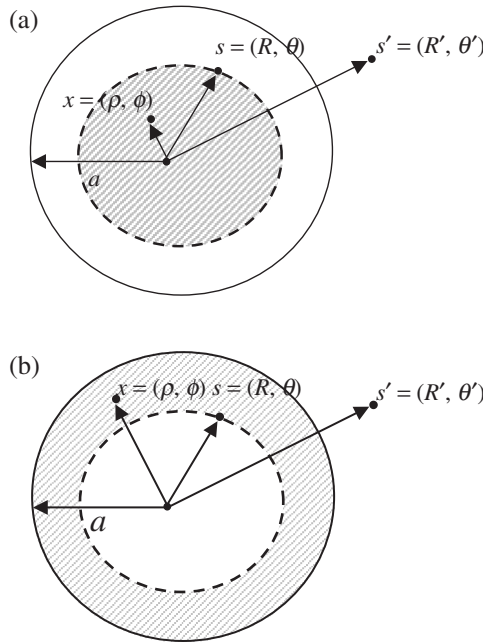 (a)
s = (R, θ)
s′ = (R′, θ′)
x = (ρ, ϕ)
a
(b)
x = (ρ, ϕ) s = (R, θ)
s′ = (R′, θ′)
a